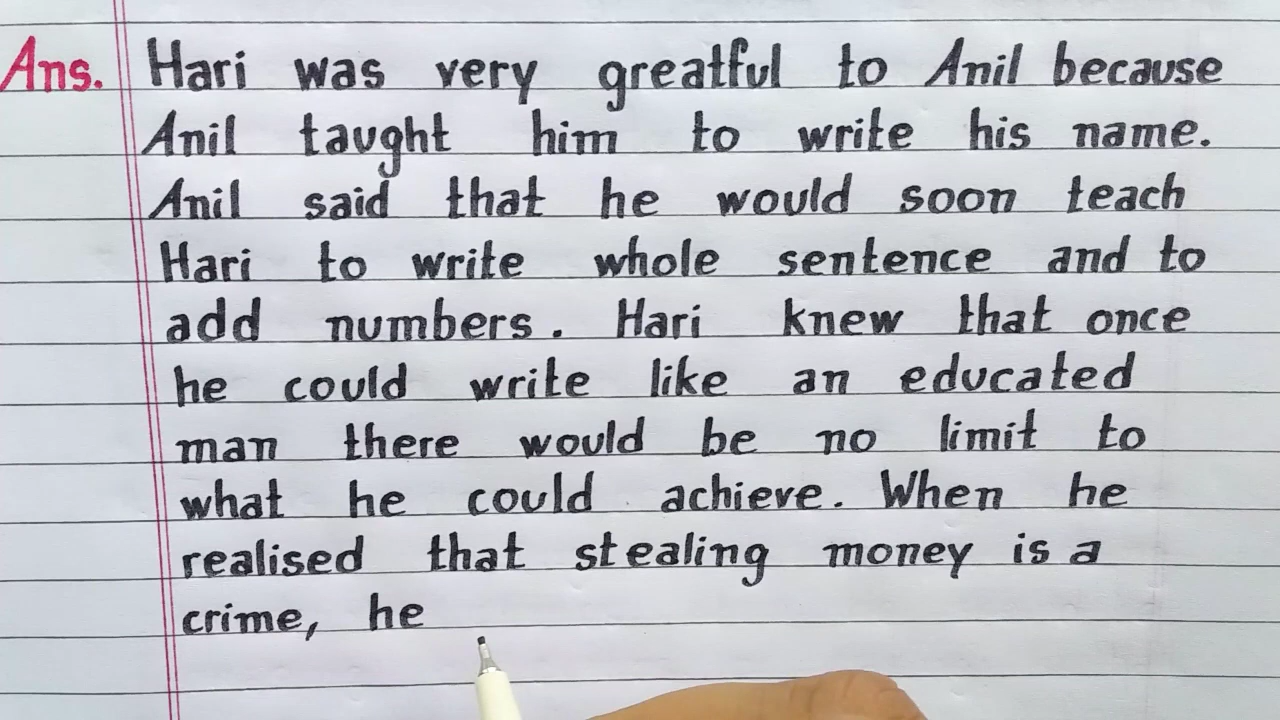 Ans. Hari was very greatful to Anil because
Anil taught him to write his name.
Anil said that he would soon teach
Hari to write whole sentence and to
add numbers. Hari knew that once
he could write like an educated
man there would be no limit to
what he could achieve. When he
realised that stealing money is a
crime, he